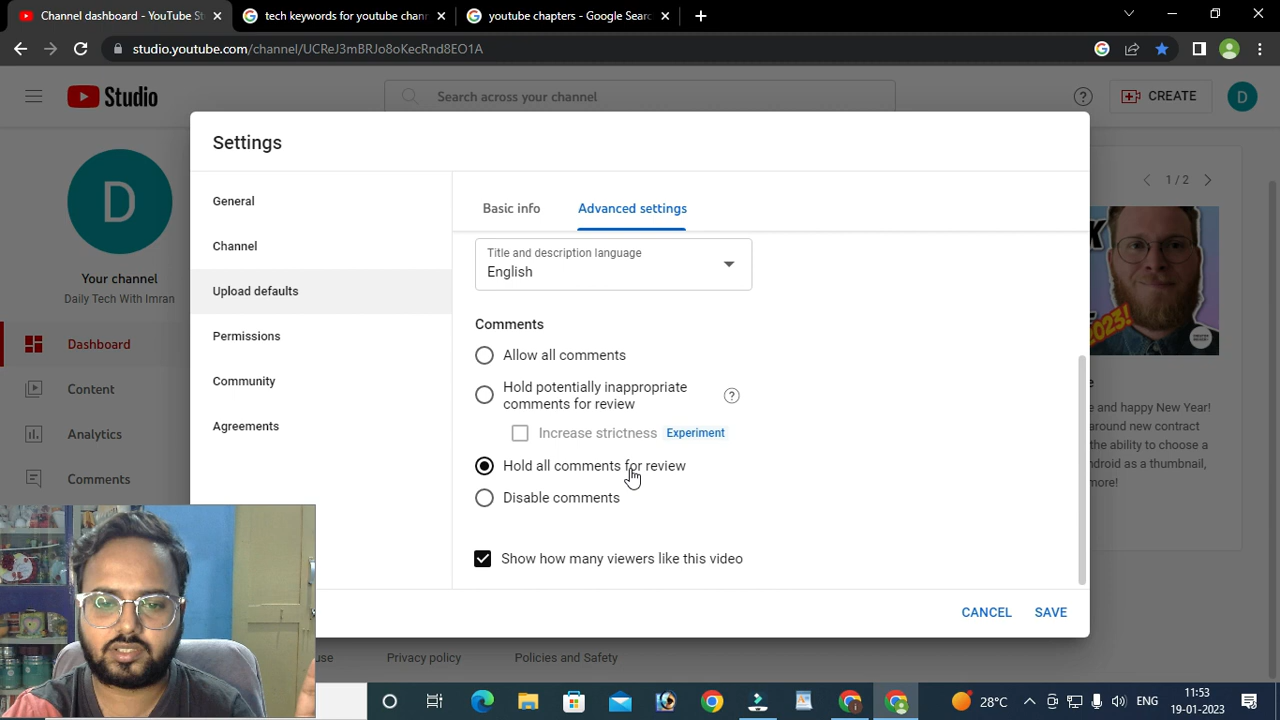 Channel dashboard - YouTube St
tech keywords for youtube chan
youtube chapters - Google Sear
studio.youtube.com/channel/UCReJ3mBRJo8oKecRnd8EO1A
Studio
Search across your channel
CREATE
D
Settings
D
Your channel
Daily Tech With Imran
Dashboard
Content
Analytics
Comments
General
Channel
Upload defaults
Permissions
Community
Agreements
Basic info
Advanced settings
Title and description language
English
Comments
Allow all comments
Hold potentially inappropriate
comments for review
Increase strictness Experiment
Hold all comments for review
Disable comments
Show how many viewers like this video
CANCEL SAVE
1 / 2
2023!
e and happy New Year!
around new contract
the ability to choose a
ndroid as a thumbnail,
more!
use
Privacy policy
Policies and Safety
28°C
ENG
11:53
19-01-2023